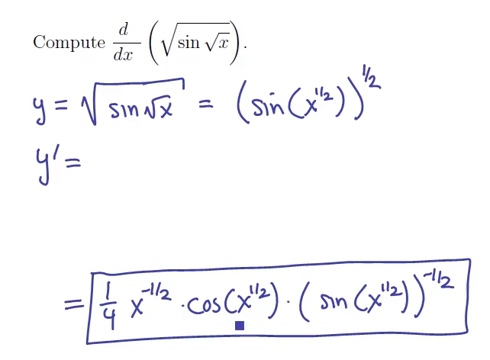 Compute d/dx (√(sin √x)).
y = √(sin √x) = (sin(x^{1/2}))^{1/2}
y' =
= 1/4 x^{-1/2} · cos(x^{1/2}) · (sin(x^{1/2}))^{-1/2}